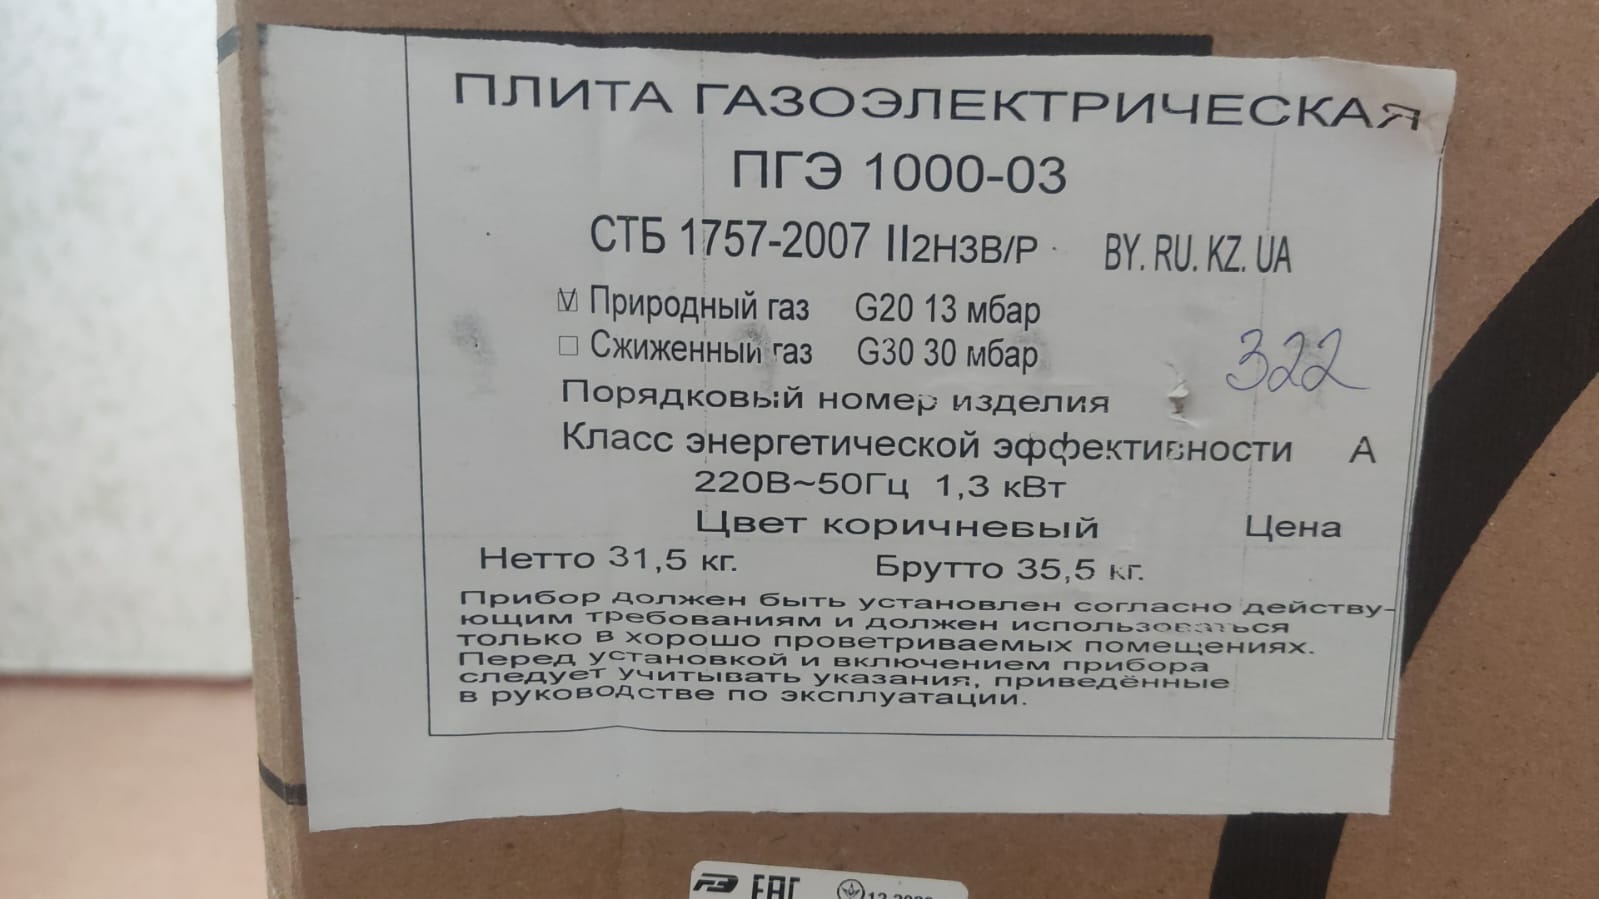 ПЛИТА ГАЗОЭЛЕКТРИЧЕСКАЯ
ПГЭ 1000-03
СТБ 1757-2007 II2Н3В/Р BY. RU. KZ. UA
Природный газ G20 13 мбар
Сжиженный газ G30 30 мбар
322
Порядковый номер изделия
Класс энергетической эффективности А
220В~50Гц 1,3 кВт
Цвет коричневый Цена
Нетто 31,5 кг. Брутто 35,5 кг.
Прибор должен быть установлен согласно действу-
ющим требованиям и должен использоваться
только в хорошо проветриваемых помещениях.
Перед установкой и включением прибора
следует учитывать указания, приведённые
в руководстве по эксплуатации.
EAC